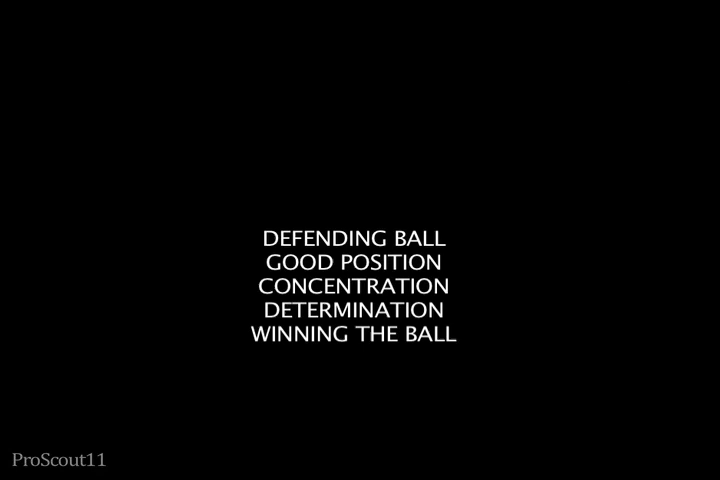 DEFENDING BALL
GOOD POSITION
CONCENTRATION
DETERMINATION
WINNING THE BALL
ProScout11